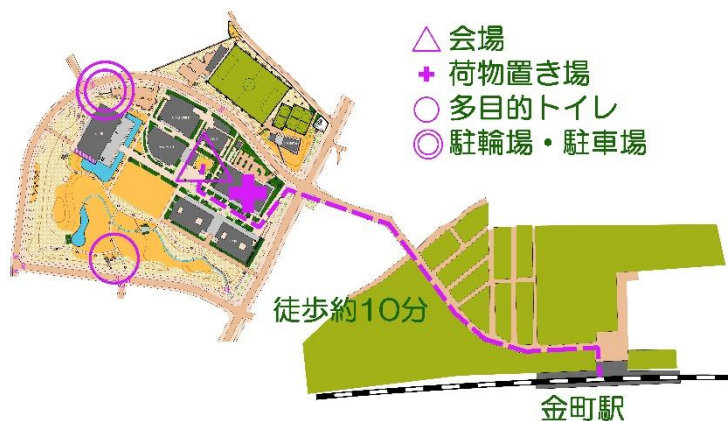 会場
荷物置き場
多目的トイレ
駐輪場・駐車場
徒歩約10分
金町駅